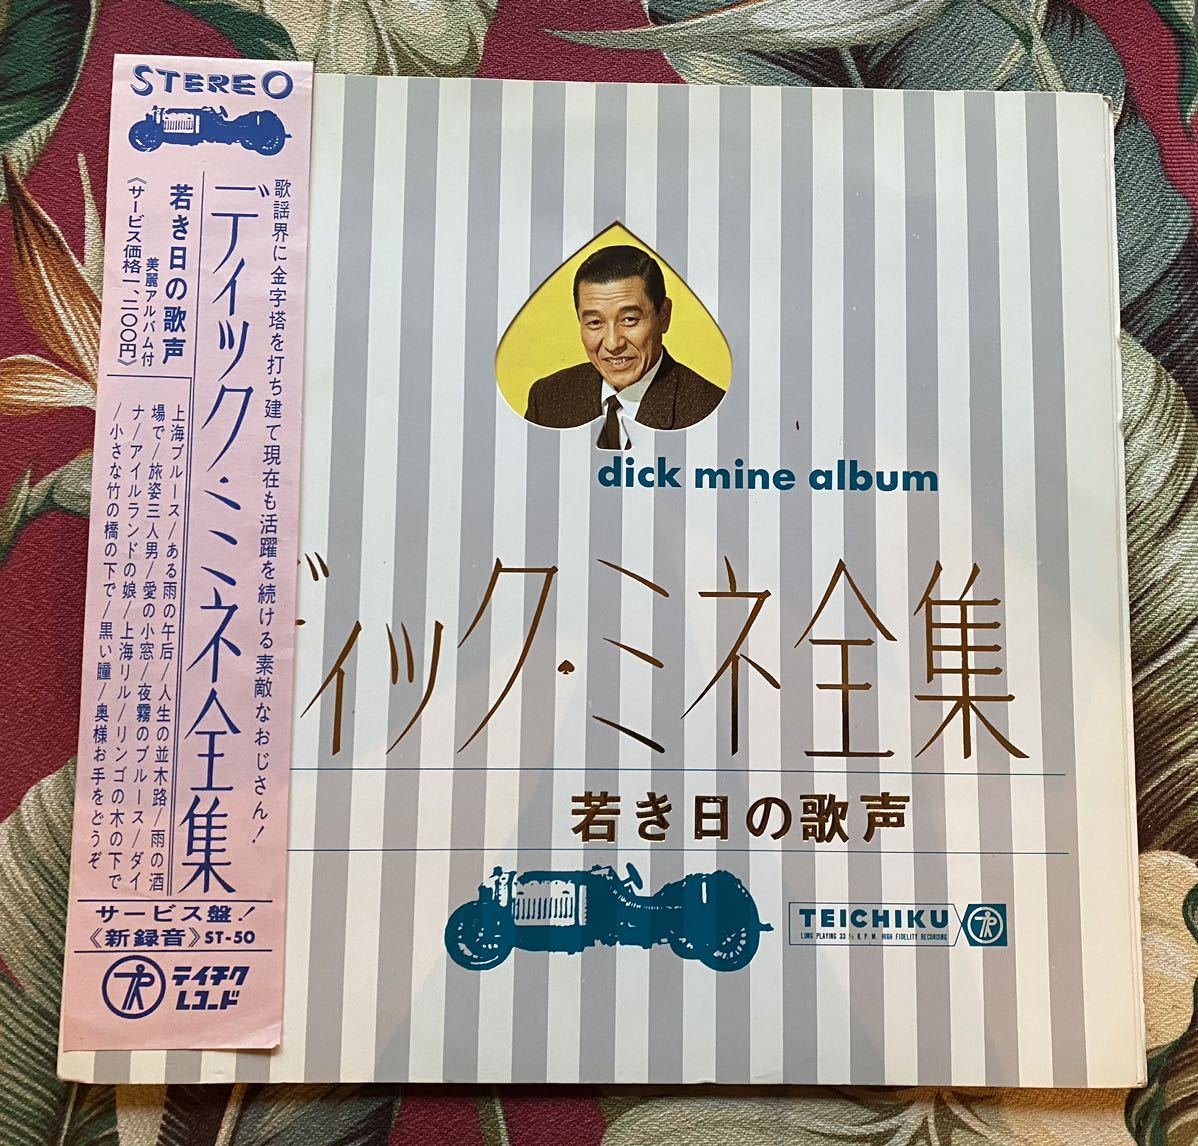 STEREO
歌謡界に金字塔を打ち建て現在も活躍を続ける素敵なおじさん!
ディック・ミネ全集
若き日の歌声
美麗アルバム付
《サービス価格一、二〇〇円》
上海ブルース/ある雨の午后/人生の並木路/雨の酒
場で/旅姿三人男/愛の小窓/夜霧のブルース/ダイ
ナ/アイルランドの娘/上海リル/リンゴの木の下で
/小さな竹の橋の下で/黒い瞳/奥様お手をどうぞ
サービス盤!
《新録音》ST-50
テイチク
レコード
dick mine album
ディック・ミネ全集
若き日の歌声
TEICHIKU
LONG PLAYING 33 1/3 R.P.M. HIGH FIDELITY RECORDING